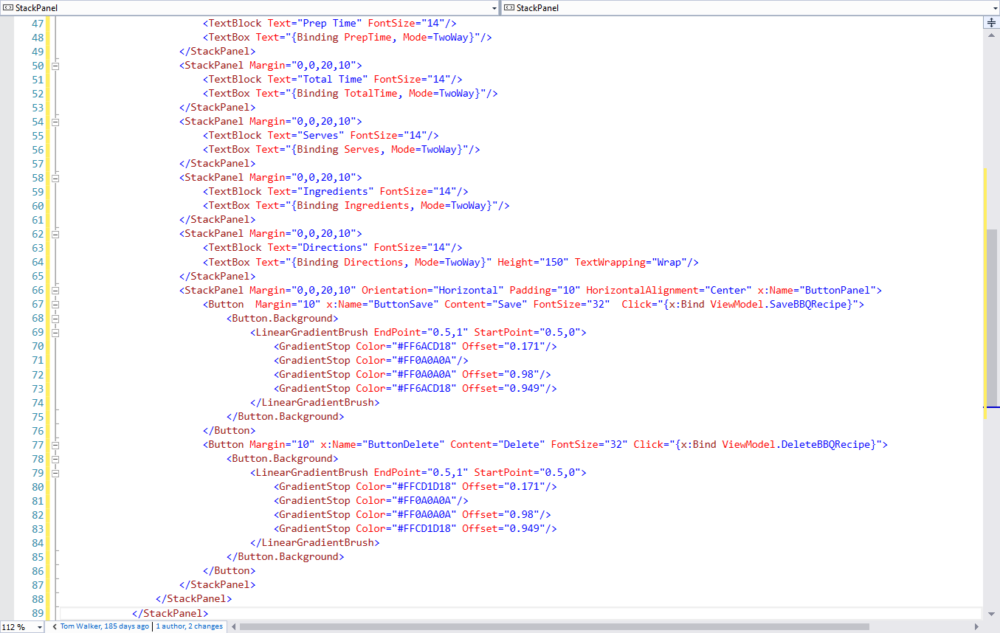 StackPanel StackPanel
47 <TextBlock Text="Prep Time" FontSize="14"/>
48 <TextBox Text="{Binding PrepTime, Mode=TwoWay}"/>
49 </StackPanel>
50 <StackPanel Margin="0,0,20,10">
51 <TextBlock Text="Total Time" FontSize="14"/>
52 <TextBox Text="{Binding TotalTime, Mode=TwoWay}"/>
53 </StackPanel>
54 <StackPanel Margin="0,0,20,10">
55 <TextBlock Text="Serves" FontSize="14"/>
56 <TextBox Text="{Binding Serves, Mode=TwoWay}"/>
57 </StackPanel>
58 <StackPanel Margin="0,0,20,10">
59 <TextBlock Text="Ingredients" FontSize="14"/>
60 <TextBox Text="{Binding Ingredients, Mode=TwoWay}"/>
61 </StackPanel>
62 <StackPanel Margin="0,0,20,10">
63 <TextBlock Text="Directions" FontSize="14"/>
64 <TextBox Text="{Binding Directions, Mode=TwoWay}" Height="150" TextWrapping="Wrap"/>
65 </StackPanel>
66 <StackPanel Margin="0,0,20,10" Orientation="Horizontal" Padding="10" HorizontalAlignment="Center" x:Name="ButtonPanel">
67 <Button  Margin="10" x:Name="ButtonSave" Content="Save" FontSize="32"  Click="{x:Bind ViewModel.SaveBBQRecipe}">
68 <Button.Background>
69 <LinearGradientBrush EndPoint="0.5,1" StartPoint="0.5,0">
70 <GradientStop Color="#FF6ACD18" Offset="0.171"/>
71 <GradientStop Color="#FF0A0A0A"/>
72 <GradientStop Color="#FF0A0A0A" Offset="0.98"/>
73 <GradientStop Color="#FF6ACD18" Offset="0.949"/>
74 </LinearGradientBrush>
75 </Button.Background>
76 </Button>
77 <Button Margin="10" x:Name="ButtonDelete" Content="Delete" FontSize="32" Click="{x:Bind ViewModel.DeleteBBQRecipe}">
78 <Button.Background>
79 <LinearGradientBrush EndPoint="0.5,1" StartPoint="0.5,0">
80 <GradientStop Color="#FFCD1D18" Offset="0.171"/>
81 <GradientStop Color="#FF0A0A0A"/>
82 <GradientStop Color="#FF0A0A0A" Offset="0.98"/>
83 <GradientStop Color="#FFCD1D18" Offset="0.949"/>
84 </LinearGradientBrush>
85 </Button.Background>
86 </Button>
87 </StackPanel>
88 </StackPanel>
89 </StackPanel>
112 % Tom Walker, 185 days ago | 1 author, 2 changes